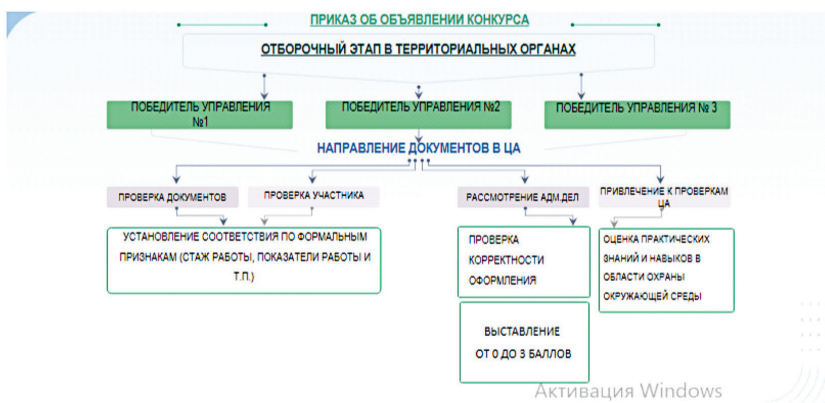 ПРИКАЗ ОБ ОБЪЯВЛЕНИИ КОНКУРСА
ОТБОРОЧНЫЙ ЭТАП В ТЕРРИТОРИАЛЬНЫХ ОРГАНАХ
ПОБЕДИТЕЛЬ УПРАВЛЕНИЯ
№1
ПОБЕДИТЕЛЬ УПРАВЛЕНИЯ №2
ПОБЕДИТЕЛЬ УПРАВЛЕНИЯ № 3
НАПРАВЛЕНИЕ ДОКУМЕНТОВ В ЦА
ПРОВЕРКА ДОКУМЕНТОВ
ПРОВЕРКА УЧАСТНИКА
РАССМОТРЕНИЕ АДМ.ДЕЛ
ПРИВЛЕЧЕНИЕ К ПРОВЕРКАМ
ЦА
УСТАНОВЛЕНИЕ СООТВЕТСТВИЯ ПО ФОРМАЛЬНЫМ
ПРИЗНАКАМ (СТАЖ РАБОТЫ, ПОКАЗАТЕЛИ РАБОТЫ И
Т.П.)
ПРОВЕРКА
КОРРЕКТНОСТИ
ОФОРМЛЕНИЯ
ОЦЕНКА ПРАКТИЧЕСКИХ
ЗНАНИЙ И НАВЫКОВ В
ОБЛАСТИ ОХРАНЫ
ОКРУЖАЮЩЕЙ СРЕДЫ
ВЫСТАВЛЕНИЕ
ОТ 0 ДО 3 БАЛЛОВ
Активация Windows